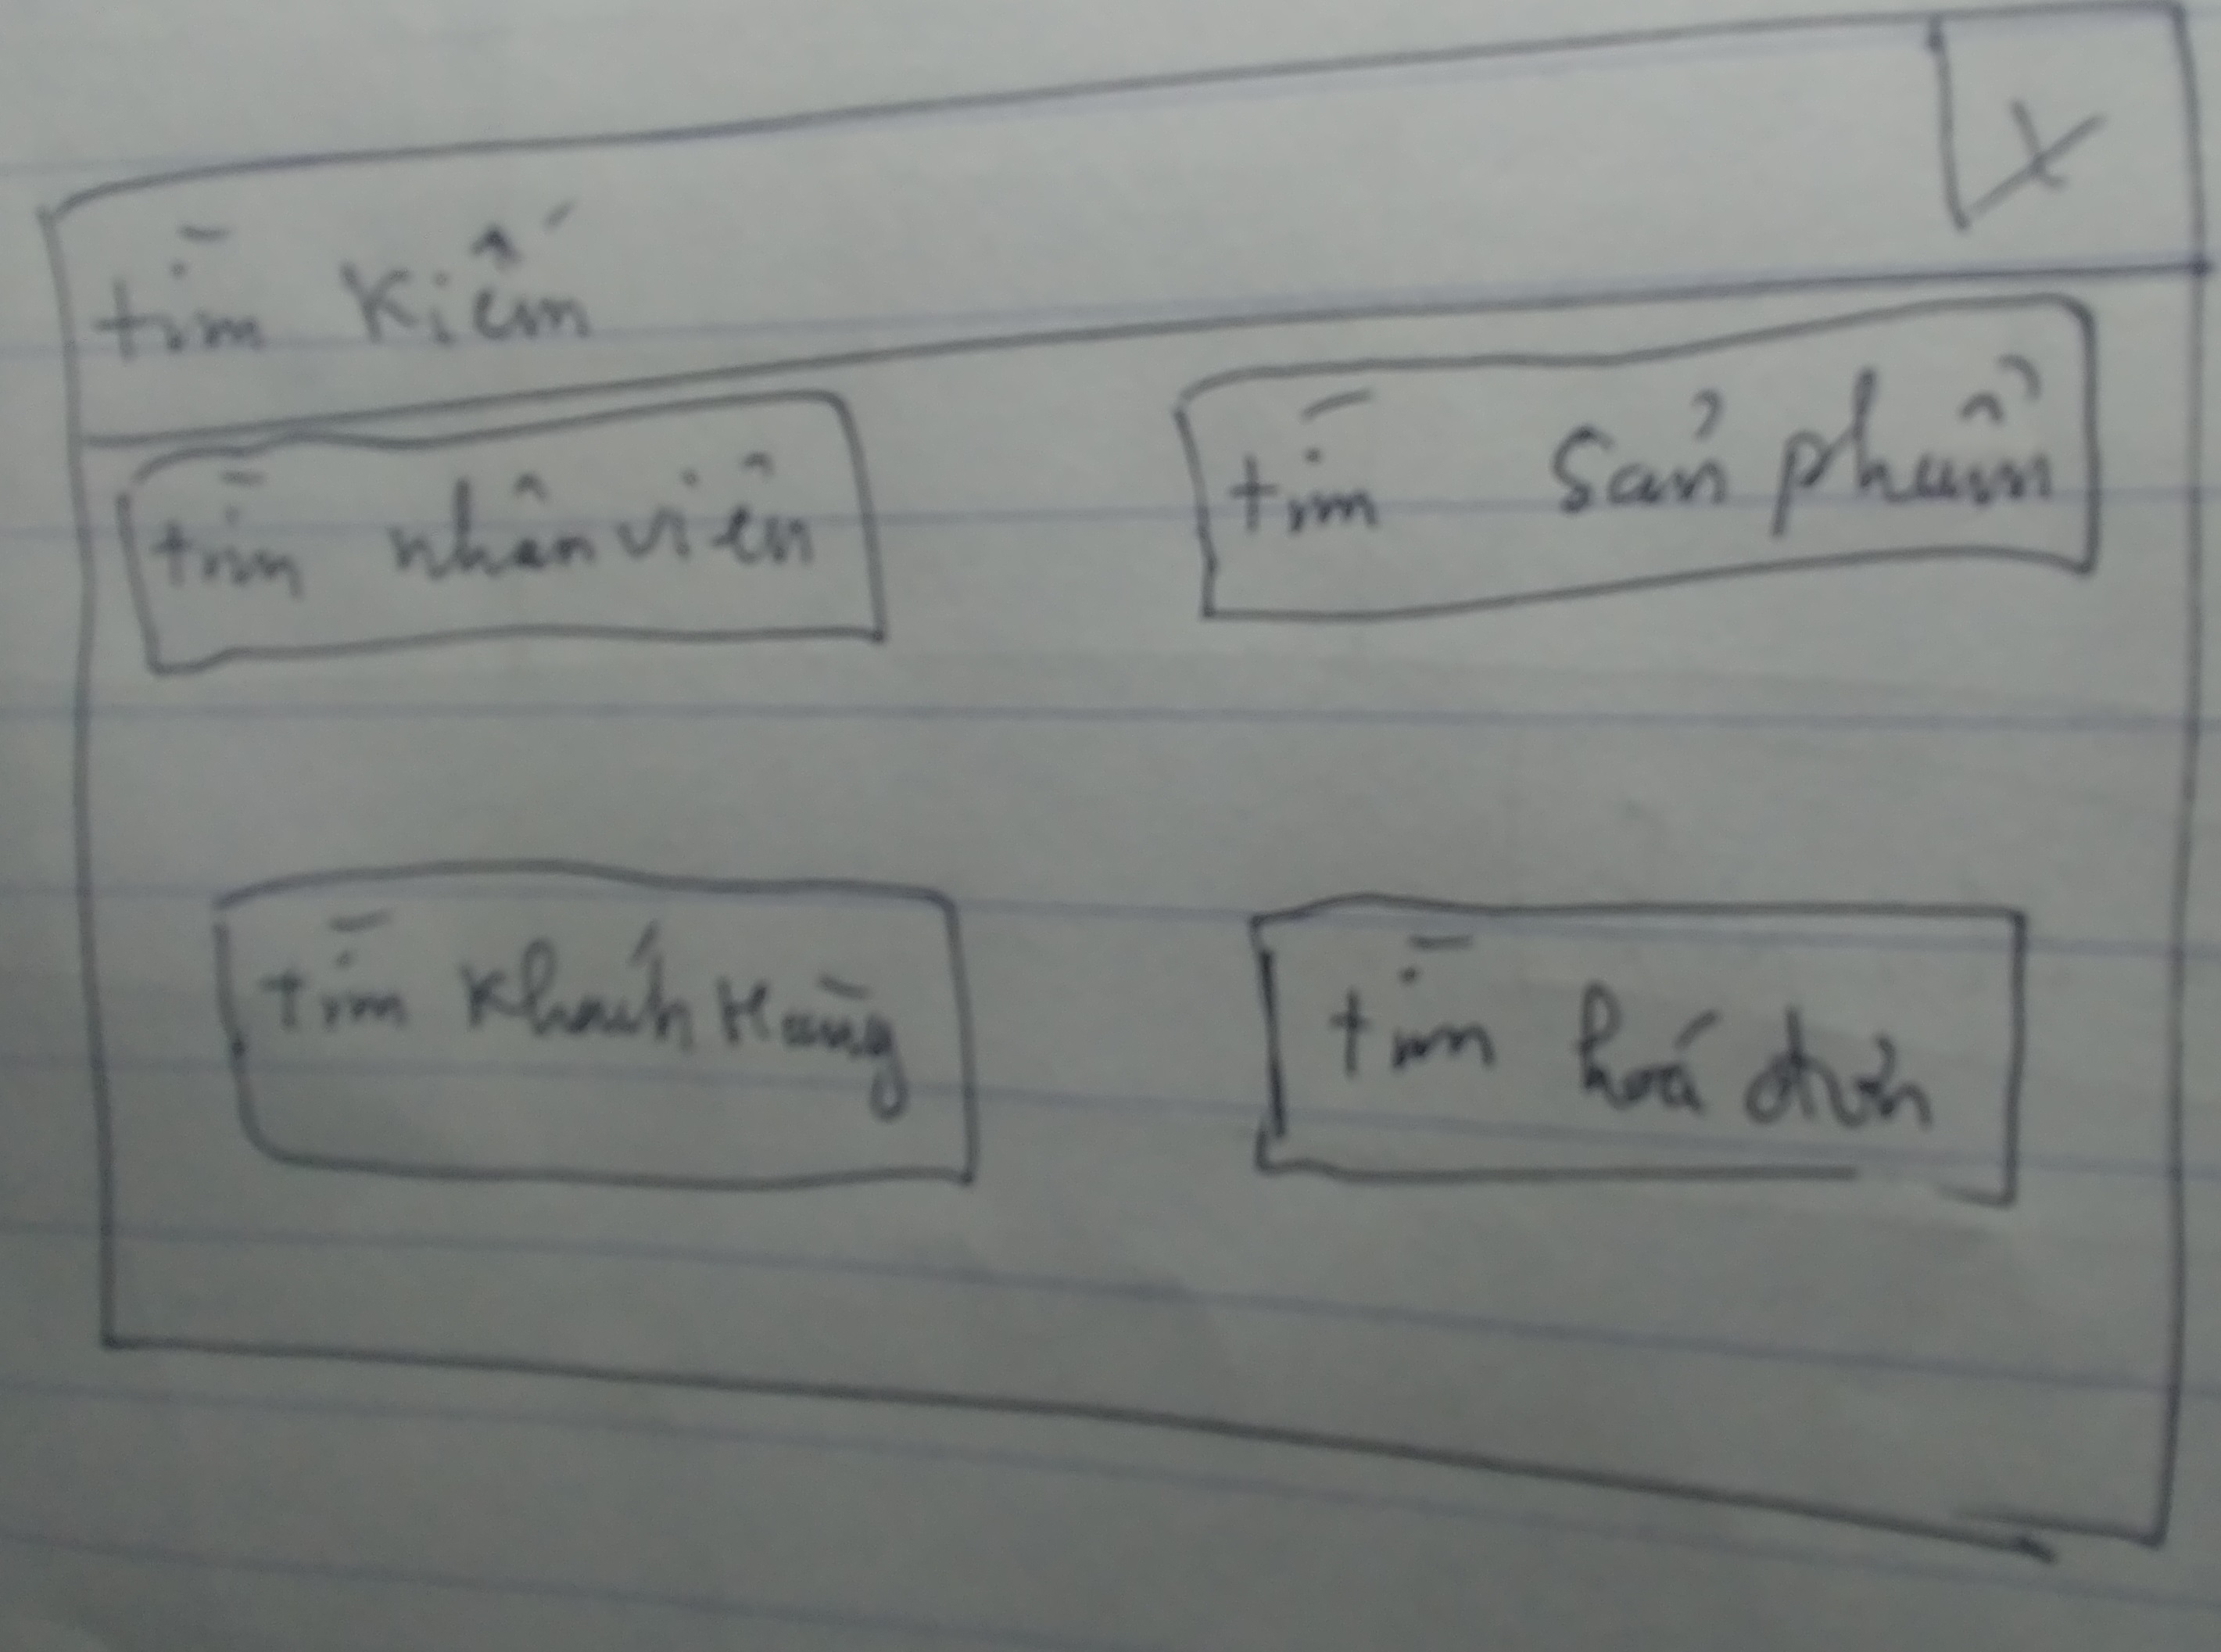 tìm kiếm X
tìm nhân viên
tìm sản phẩm
tìm khách Hàng
tìm hoá đơn